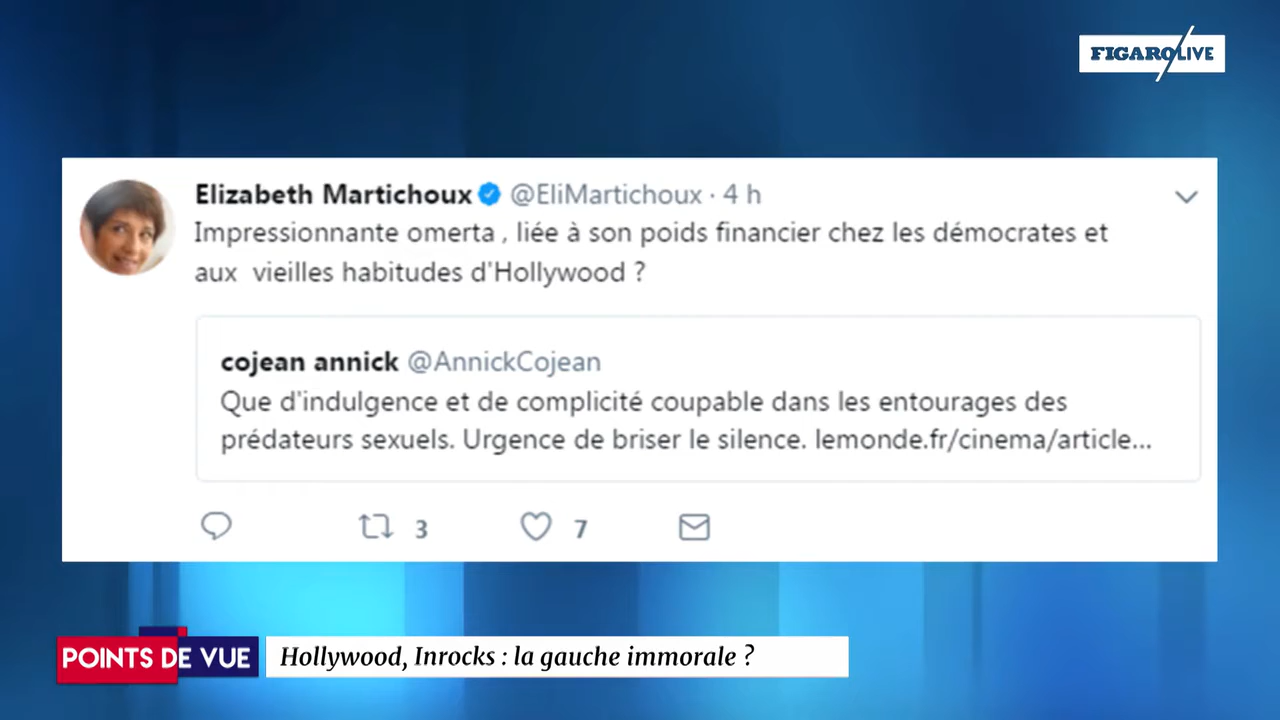 FIGARO LIVE
Elizabeth Martichoux @EliMartichoux · 4 h
Impressionnante omerta , liée à son poids financier chez les démocrates et
aux vieilles habitudes d'Hollywood ?
cojean annick @AnnickCojean
Que d'indulgence et de complicité coupable dans les entourages des
prédateurs sexuels. Urgence de briser le silence. lemonde.fr/cinema/article...
3 7
POINTS DE VUE Hollywood, Inrocks : la gauche immorale ?